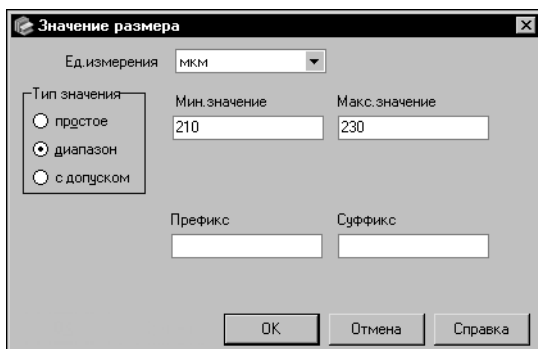 Значение размера
Ед.измерения мкм
Тип значения
простое
диапазон
с допуском
Мин.значение Макс.значение
210 230
Префикс Суффикс
OK Отмена Справка